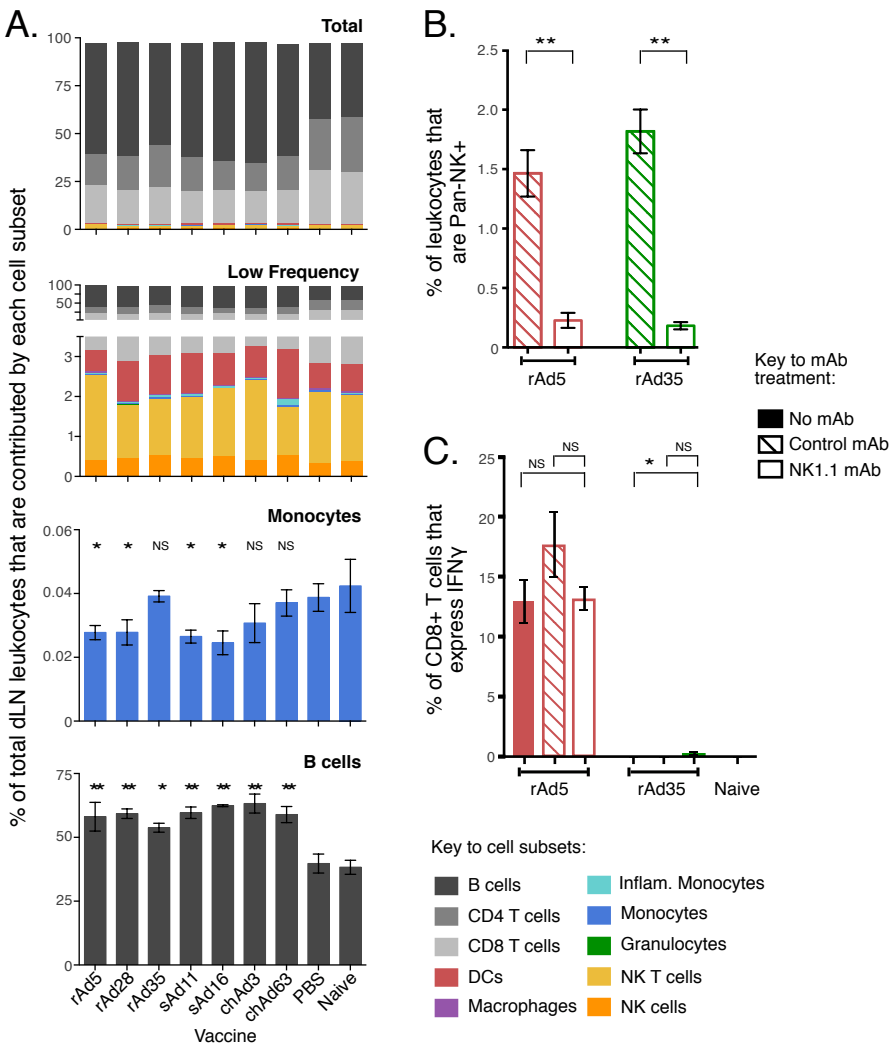 A.
Total
100
75
50
25
0
Low Frequency
100
50
3
2
1
0
Monocytes
0.06
0.04
0.02
0
* * NS * * NS NS
B cells
75
50
25
0
** ** * ** ** ** **
rAd5 rAd28 rAd35 sAd11 sAd16 chAd3 chAd63 PBS Naive
Vaccine
% of total dLN leukocytes that are contributed by each cell subset
B.
2.5
2.0
1.5
1.0
0.5
0
% of leukocytes that
are Pan-NK+
** **
rAd5 rAd35
Key to mAb
treatment:
No mAb
Control mAb
NK1.1 mAb
C.
25
20
15
10
5
0
% of CD8+ T cells that
express IFNγ
NS NS * NS
rAd5 rAd35 Naive
Key to cell subsets:
B cells
CD4 T cells
CD8 T cells
DCs
Macrophages
Inflam. Monocytes
Monocytes
Granulocytes
NK T cells
NK cells